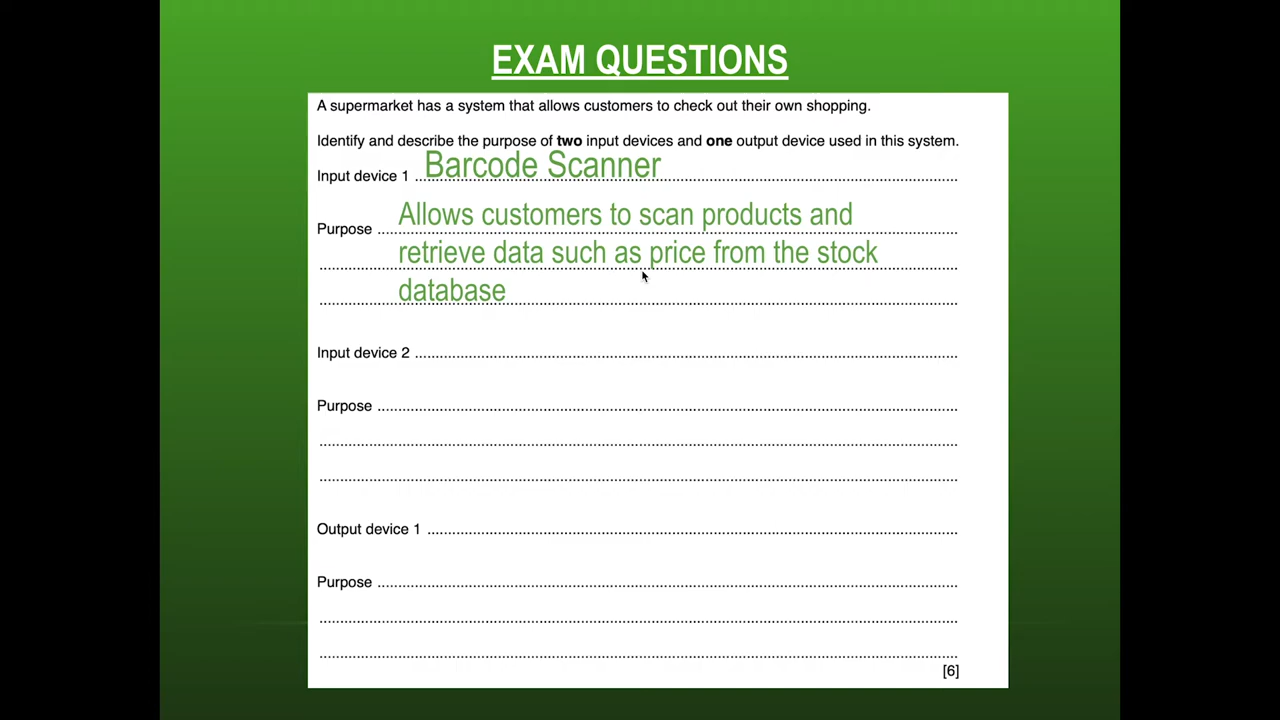 EXAM QUESTIONS
A supermarket has a system that allows customers to check out their own shopping.
Identify and describe the purpose of two input devices and one output device used in this system.
Input device 1 Barcode Scanner
Purpose Allows customers to scan products and
retrieve data such as price from the stock
database
Input device 2
Purpose
Output device 1
Purpose
[6]